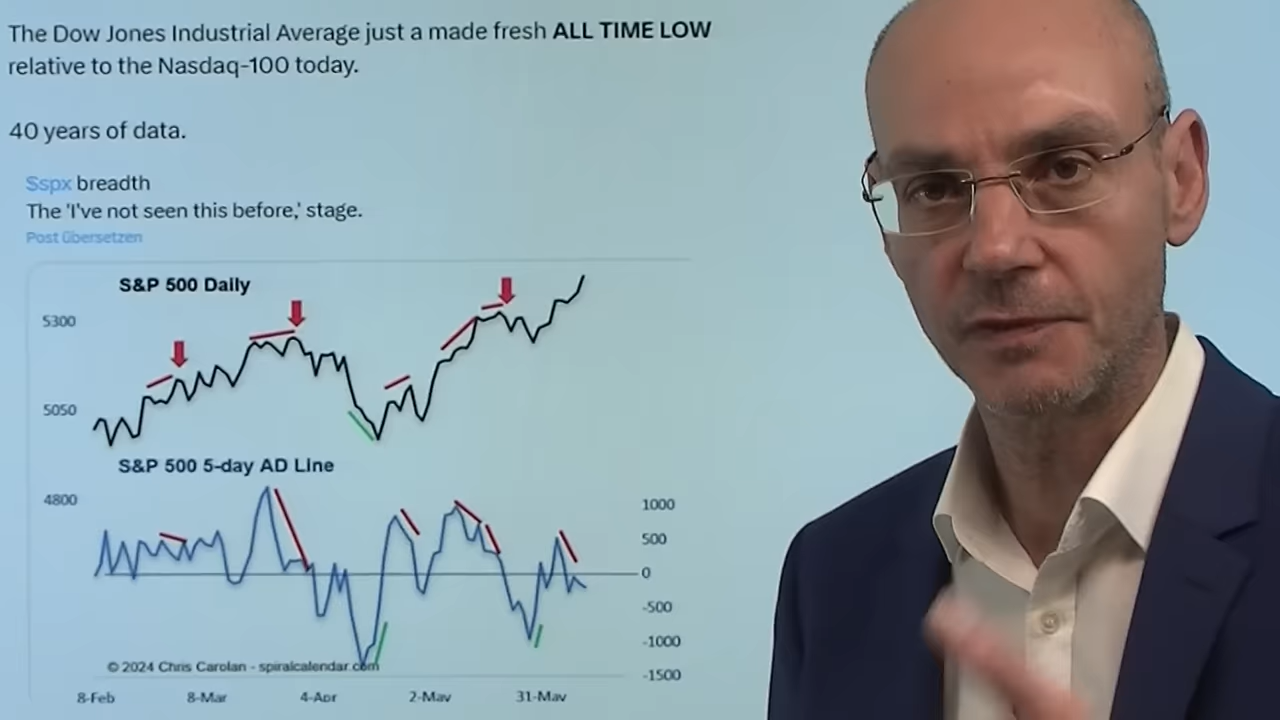 The Dow Jones Industrial Average just a made fresh ALL TIME LOW
relative to the Nasdaq-100 today.
40 years of data.
$spx breadth
The 'I've not seen this before,' stage.
Post übersetzen
S&P 500 Daily
5300
5050
S&P 500 5-day AD Line
4800
1000
500
0
-500
-1000
-1500
© 2024 Chris Carolan - spiralcalendar.com
8-Feb 8-Mar 4-Apr 2-May 31-May